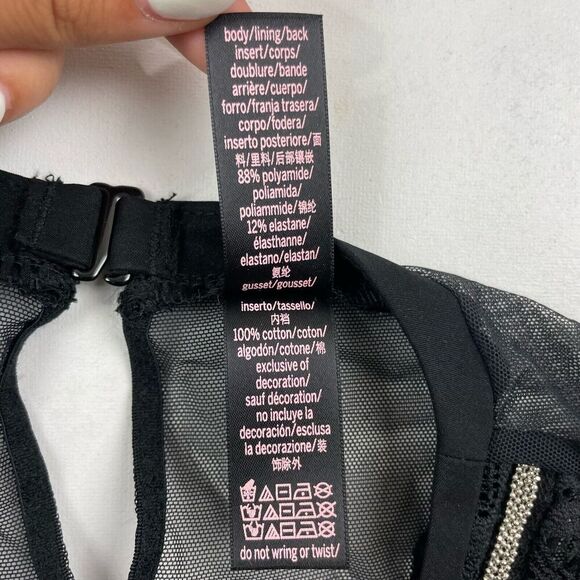 body/lining/back
insert/corps/
doublure/bande
arrière/cuerpo/
forro/franja trasera/
corpo/fodera/
inserto posteriore/面
料/里料/后部镶嵌
88% polyamide/
poliamida/
poliammide/锦纶
12% elastane/
élasthanne/
elastano/elastan/
氨纶
gusset/gousset/
inserto/tassello/
内裆
100% cotton/coton/
algodón/cotone/棉
exclusive of
decoration/
sauf décoration/
no incluye la
decoración/esclusa
la decorazione/装
饰除外
do not wring or twist/